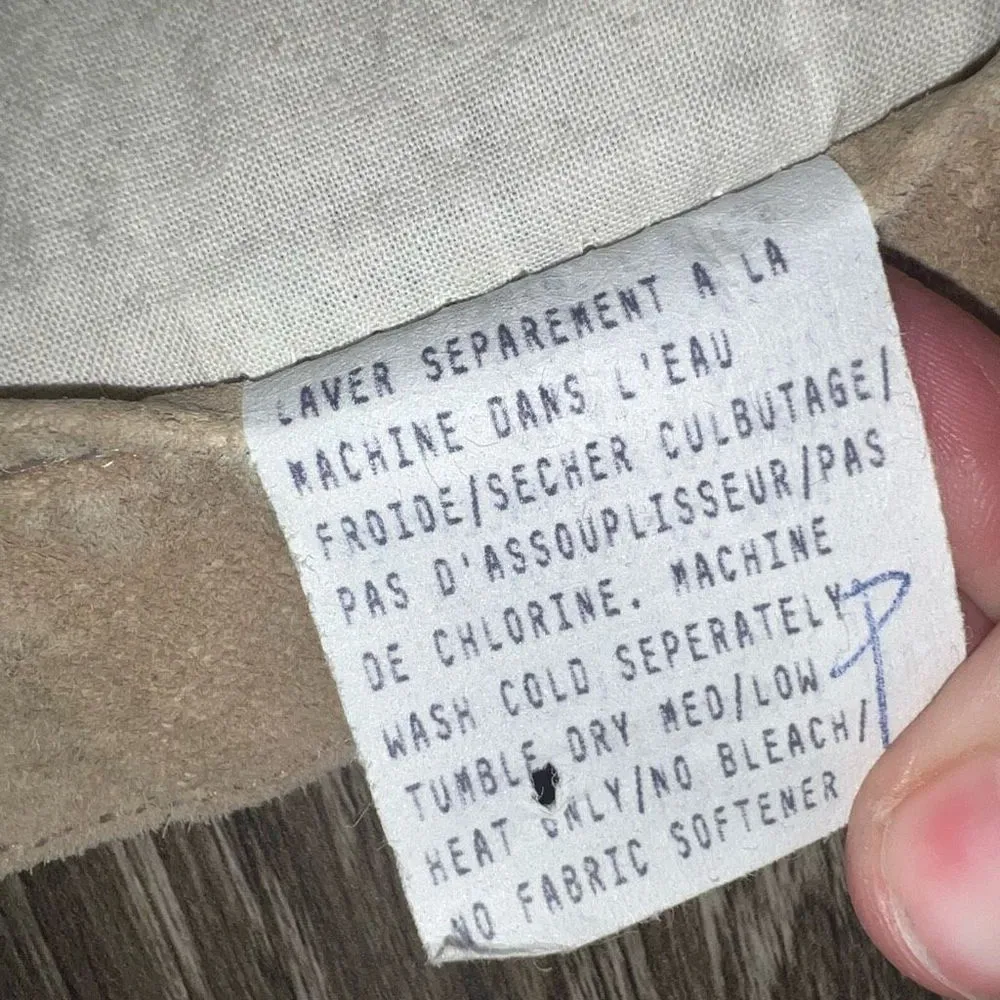 LAVER SEPAREMENT A LA
MACHINE DANS L'EAU
FROIDE/SECHER CULBUTAGE/
PAS D'ASSOUPLISSEUR/PAS
DE CHLORINE. MACHINE
WASH COLD SEPERATELY
TUMBLE DRY MED/LOW
HEAT ONLY/NO BLEACH/
NO FABRIC SOFTENER